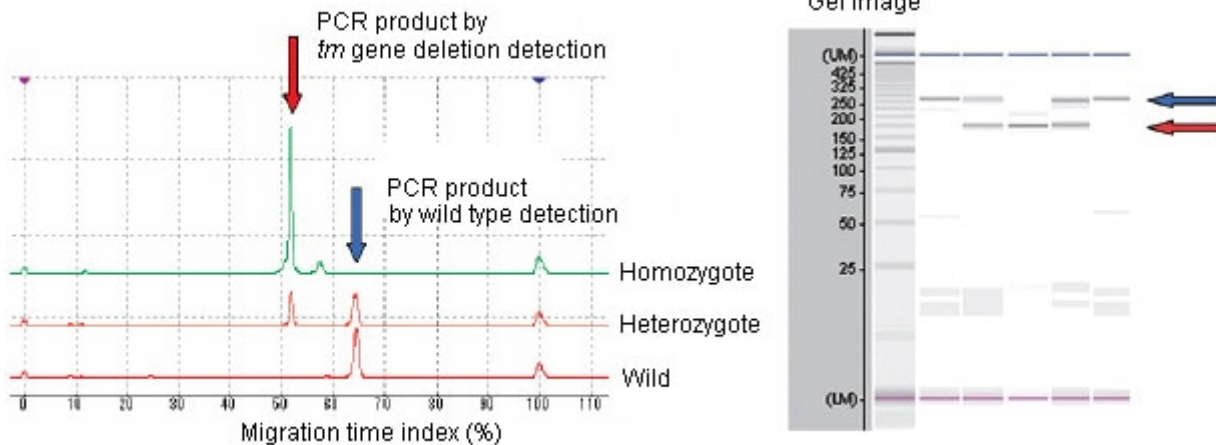 PCR product by
tm gene deletion detection
PCR product
by wild type detection
Homozygote
Heterozygote
Wild
0 10 20 30 40 50 60 70 80 90 100 110
Migration time index (%)
Gel image
(UM)
425
325
250
200
150
125
100
75
50
25
(LM)